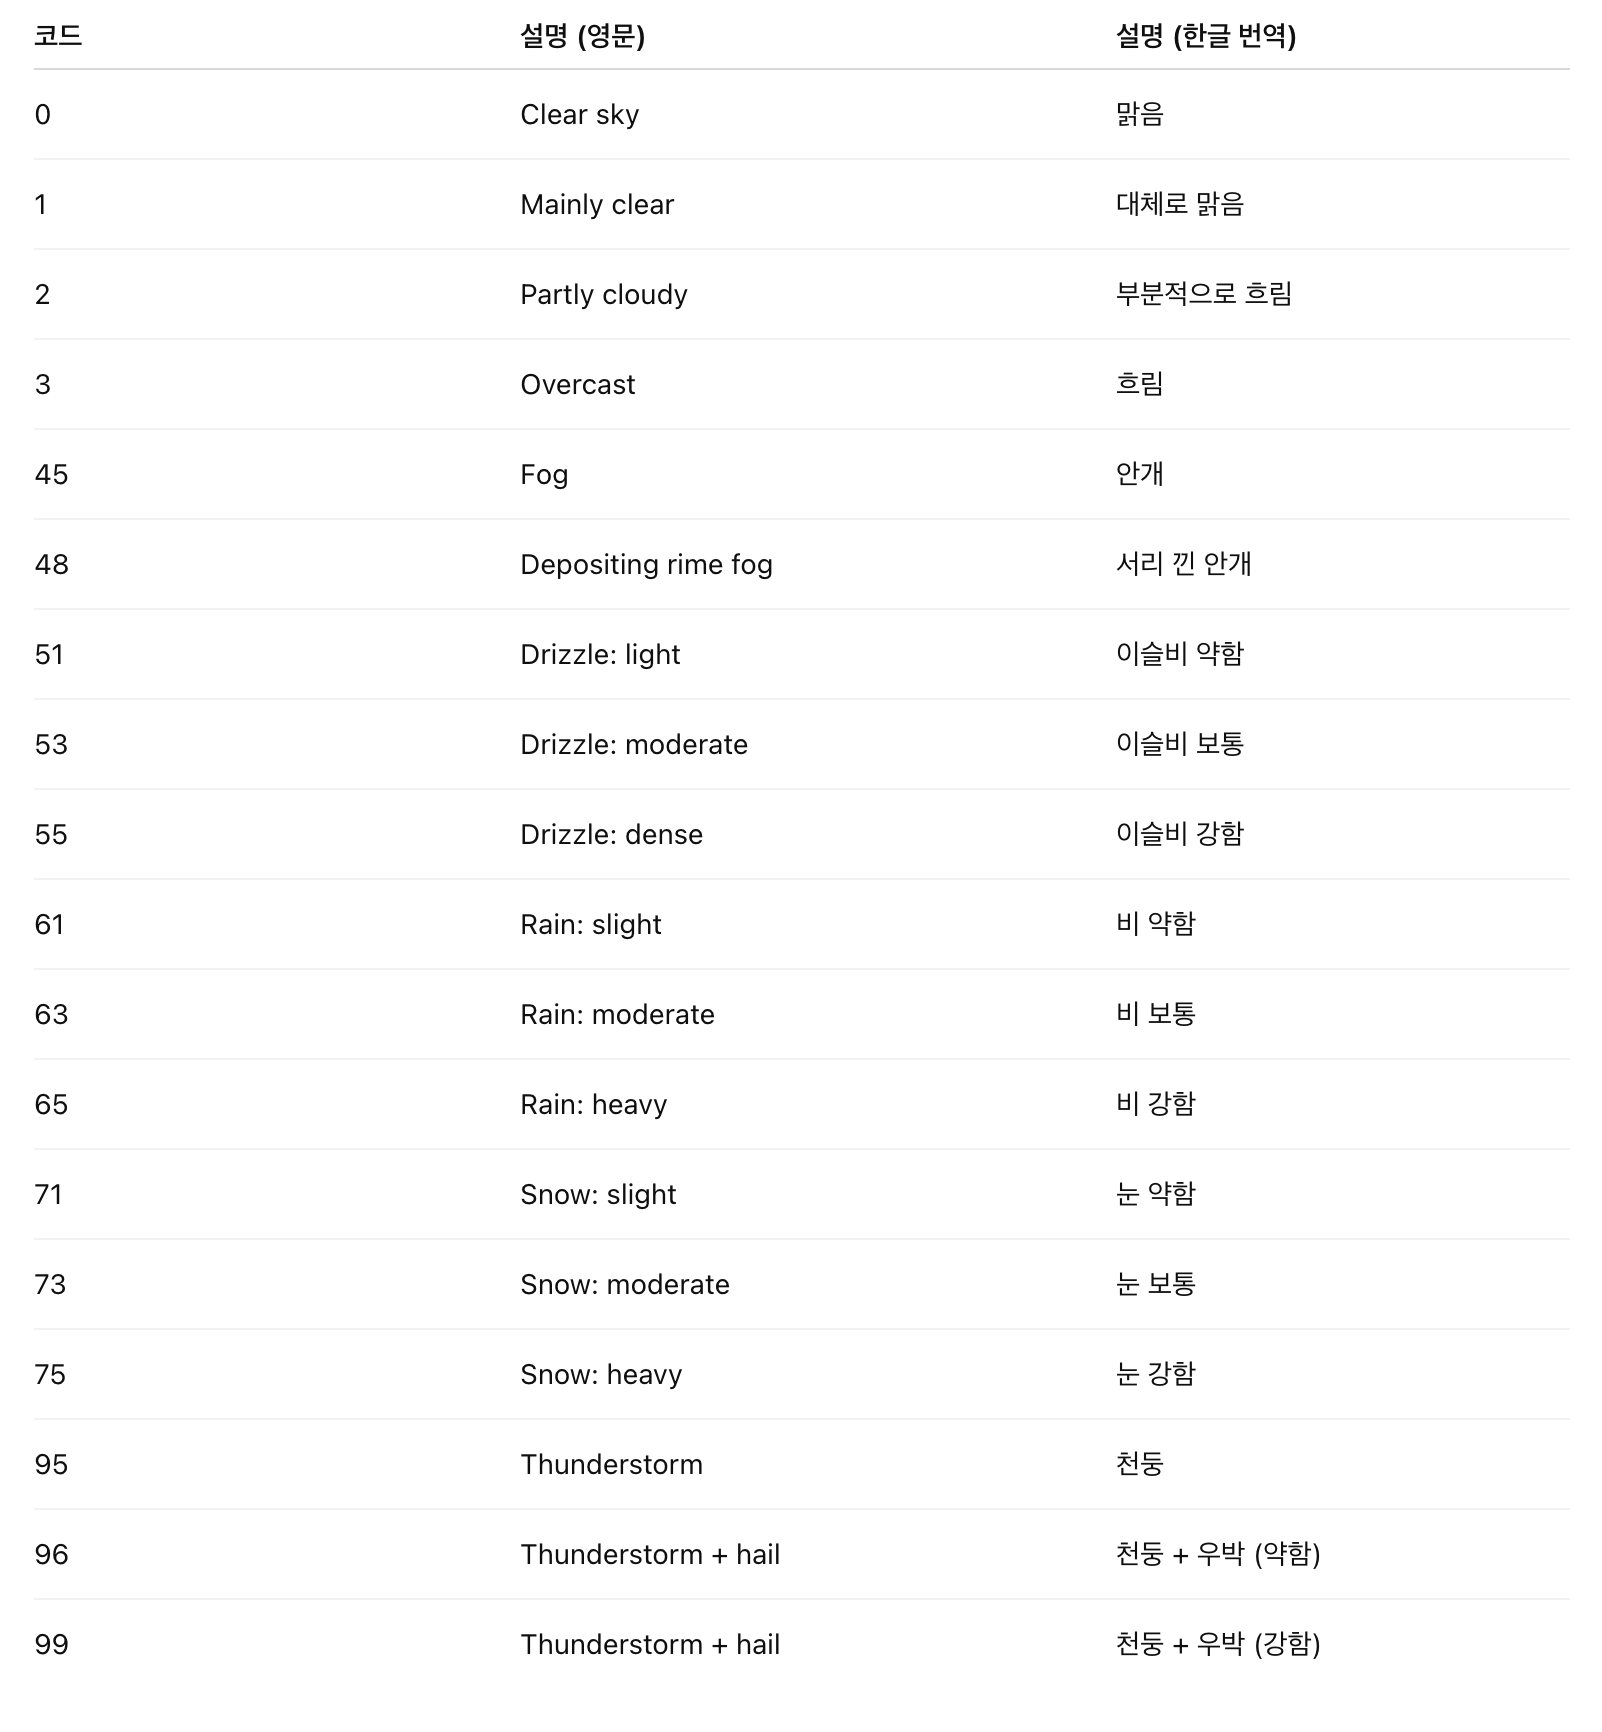 코드 설명 (영문) 설명 (한글 번역)
0 Clear sky 맑음
1 Mainly clear 대체로 맑음
2 Partly cloudy 부분적으로 흐림
3 Overcast 흐림
45 Fog 안개
48 Depositing rime fog 서리 낀 안개
51 Drizzle: light 이슬비 약함
53 Drizzle: moderate 이슬비 보통
55 Drizzle: dense 이슬비 강함
61 Rain: slight 비 약함
63 Rain: moderate 비 보통
65 Rain: heavy 비 강함
71 Snow: slight 눈 약함
73 Snow: moderate 눈 보통
75 Snow: heavy 눈 강함
95 Thunderstorm 천둥
96 Thunderstorm + hail 천둥 + 우박 (약함)
99 Thunderstorm + hail 천둥 + 우박 (강함)